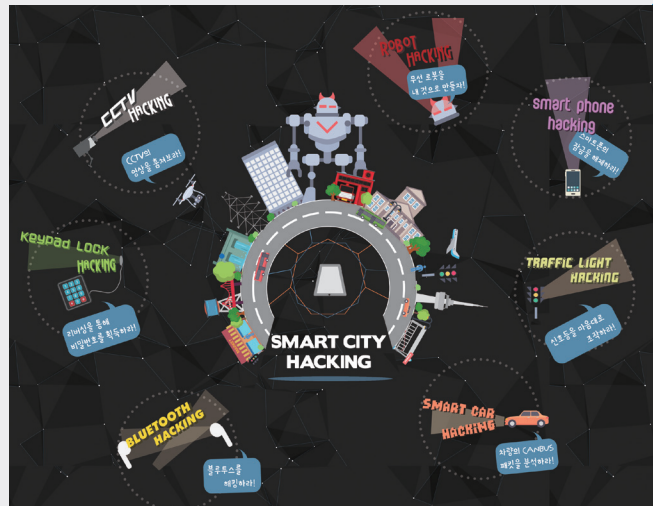 ROBOT
HACKING
무선 로봇을
내 것으로 만들자!
CCTV
HACKING
CCTV의
영상을 훔쳐보라!
smart phone
hacking
스마트폰의
잠금을 해제하라!
KEYPAD LOCK
HACKING
리버싱을 통해
비밀번호를 획득하라!
TRAFFIC LIGHT
HACKING
신호등을 마음대로
조작하라!
SMART CITY
HACKING
BLUETOOTH
HACKING
블루투스를
해킹하라!
SMART CAR
HACKING
차량의 CANBUS
패킷을 분석하라!